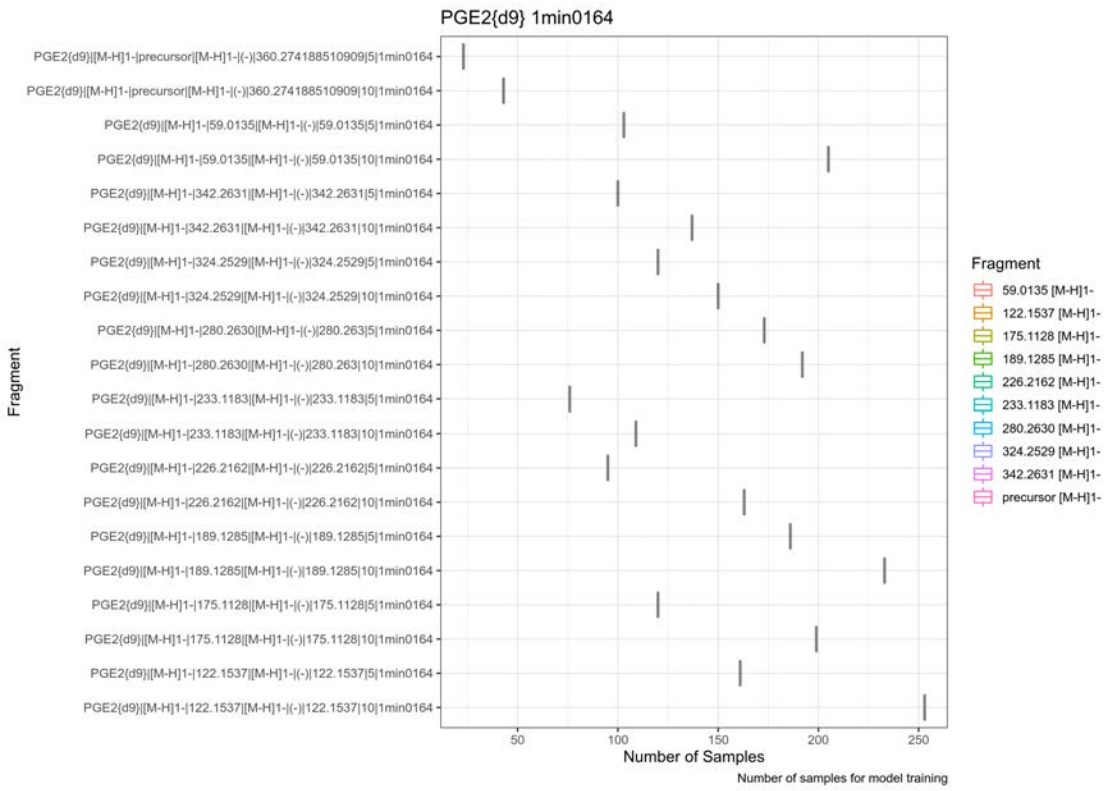 PGE2{d9} 1min0164
PGE2{d9}|[M-H]1-|precursor|[M-H]1-|(-)|360.274188510909|5|1min0164
PGE2{d9}|[M-H]1-|precursor|[M-H]1-|(-)|360.274188510909|10|1min0164
PGE2{d9}|[M-H]1-|59.0135|[M-H]1-|(-)|59.0135|5|1min0164
PGE2{d9}|[M-H]1-|59.0135|[M-H]1-|(-)|59.0135|10|1min0164
PGE2{d9}|[M-H]1-|342.2631|[M-H]1-|(-)|342.2631|5|1min0164
PGE2{d9}|[M-H]1-|342.2631|[M-H]1-|(-)|342.2631|10|1min0164
PGE2{d9}|[M-H]1-|324.2529|[M-H]1-|(-)|324.2529|5|1min0164
PGE2{d9}|[M-H]1-|324.2529|[M-H]1-|(-)|324.2529|10|1min0164
PGE2{d9}|[M-H]1-|280.2630|[M-H]1-|(-)|280.263|5|1min0164
PGE2{d9}|[M-H]1-|280.2630|[M-H]1-|(-)|280.263|10|1min0164
PGE2{d9}|[M-H]1-|233.1183|[M-H]1-|(-)|233.1183|5|1min0164
PGE2{d9}|[M-H]1-|233.1183|[M-H]1-|(-)|233.1183|10|1min0164
PGE2{d9}|[M-H]1-|226.2162|[M-H]1-|(-)|226.2162|5|1min0164
PGE2{d9}|[M-H]1-|226.2162|[M-H]1-|(-)|226.2162|10|1min0164
PGE2{d9}|[M-H]1-|189.1285|[M-H]1-|(-)|189.1285|5|1min0164
PGE2{d9}|[M-H]1-|189.1285|[M-H]1-|(-)|189.1285|10|1min0164
PGE2{d9}|[M-H]1-|175.1128|[M-H]1-|(-)|175.1128|5|1min0164
PGE2{d9}|[M-H]1-|175.1128|[M-H]1-|(-)|175.1128|10|1min0164
PGE2{d9}|[M-H]1-|122.1537|[M-H]1-|(-)|122.1537|5|1min0164
PGE2{d9}|[M-H]1-|122.1537|[M-H]1-|(-)|122.1537|10|1min0164
Fragment
50 100 150 200 250
Number of Samples
Number of samples for model training
Fragment
59.0135 [M-H]1-
122.1537 [M-H]1-
175.1128 [M-H]1-
189.1285 [M-H]1-
226.2162 [M-H]1-
233.1183 [M-H]1-
280.2630 [M-H]1-
324.2529 [M-H]1-
342.2631 [M-H]1-
precursor [M-H]1-